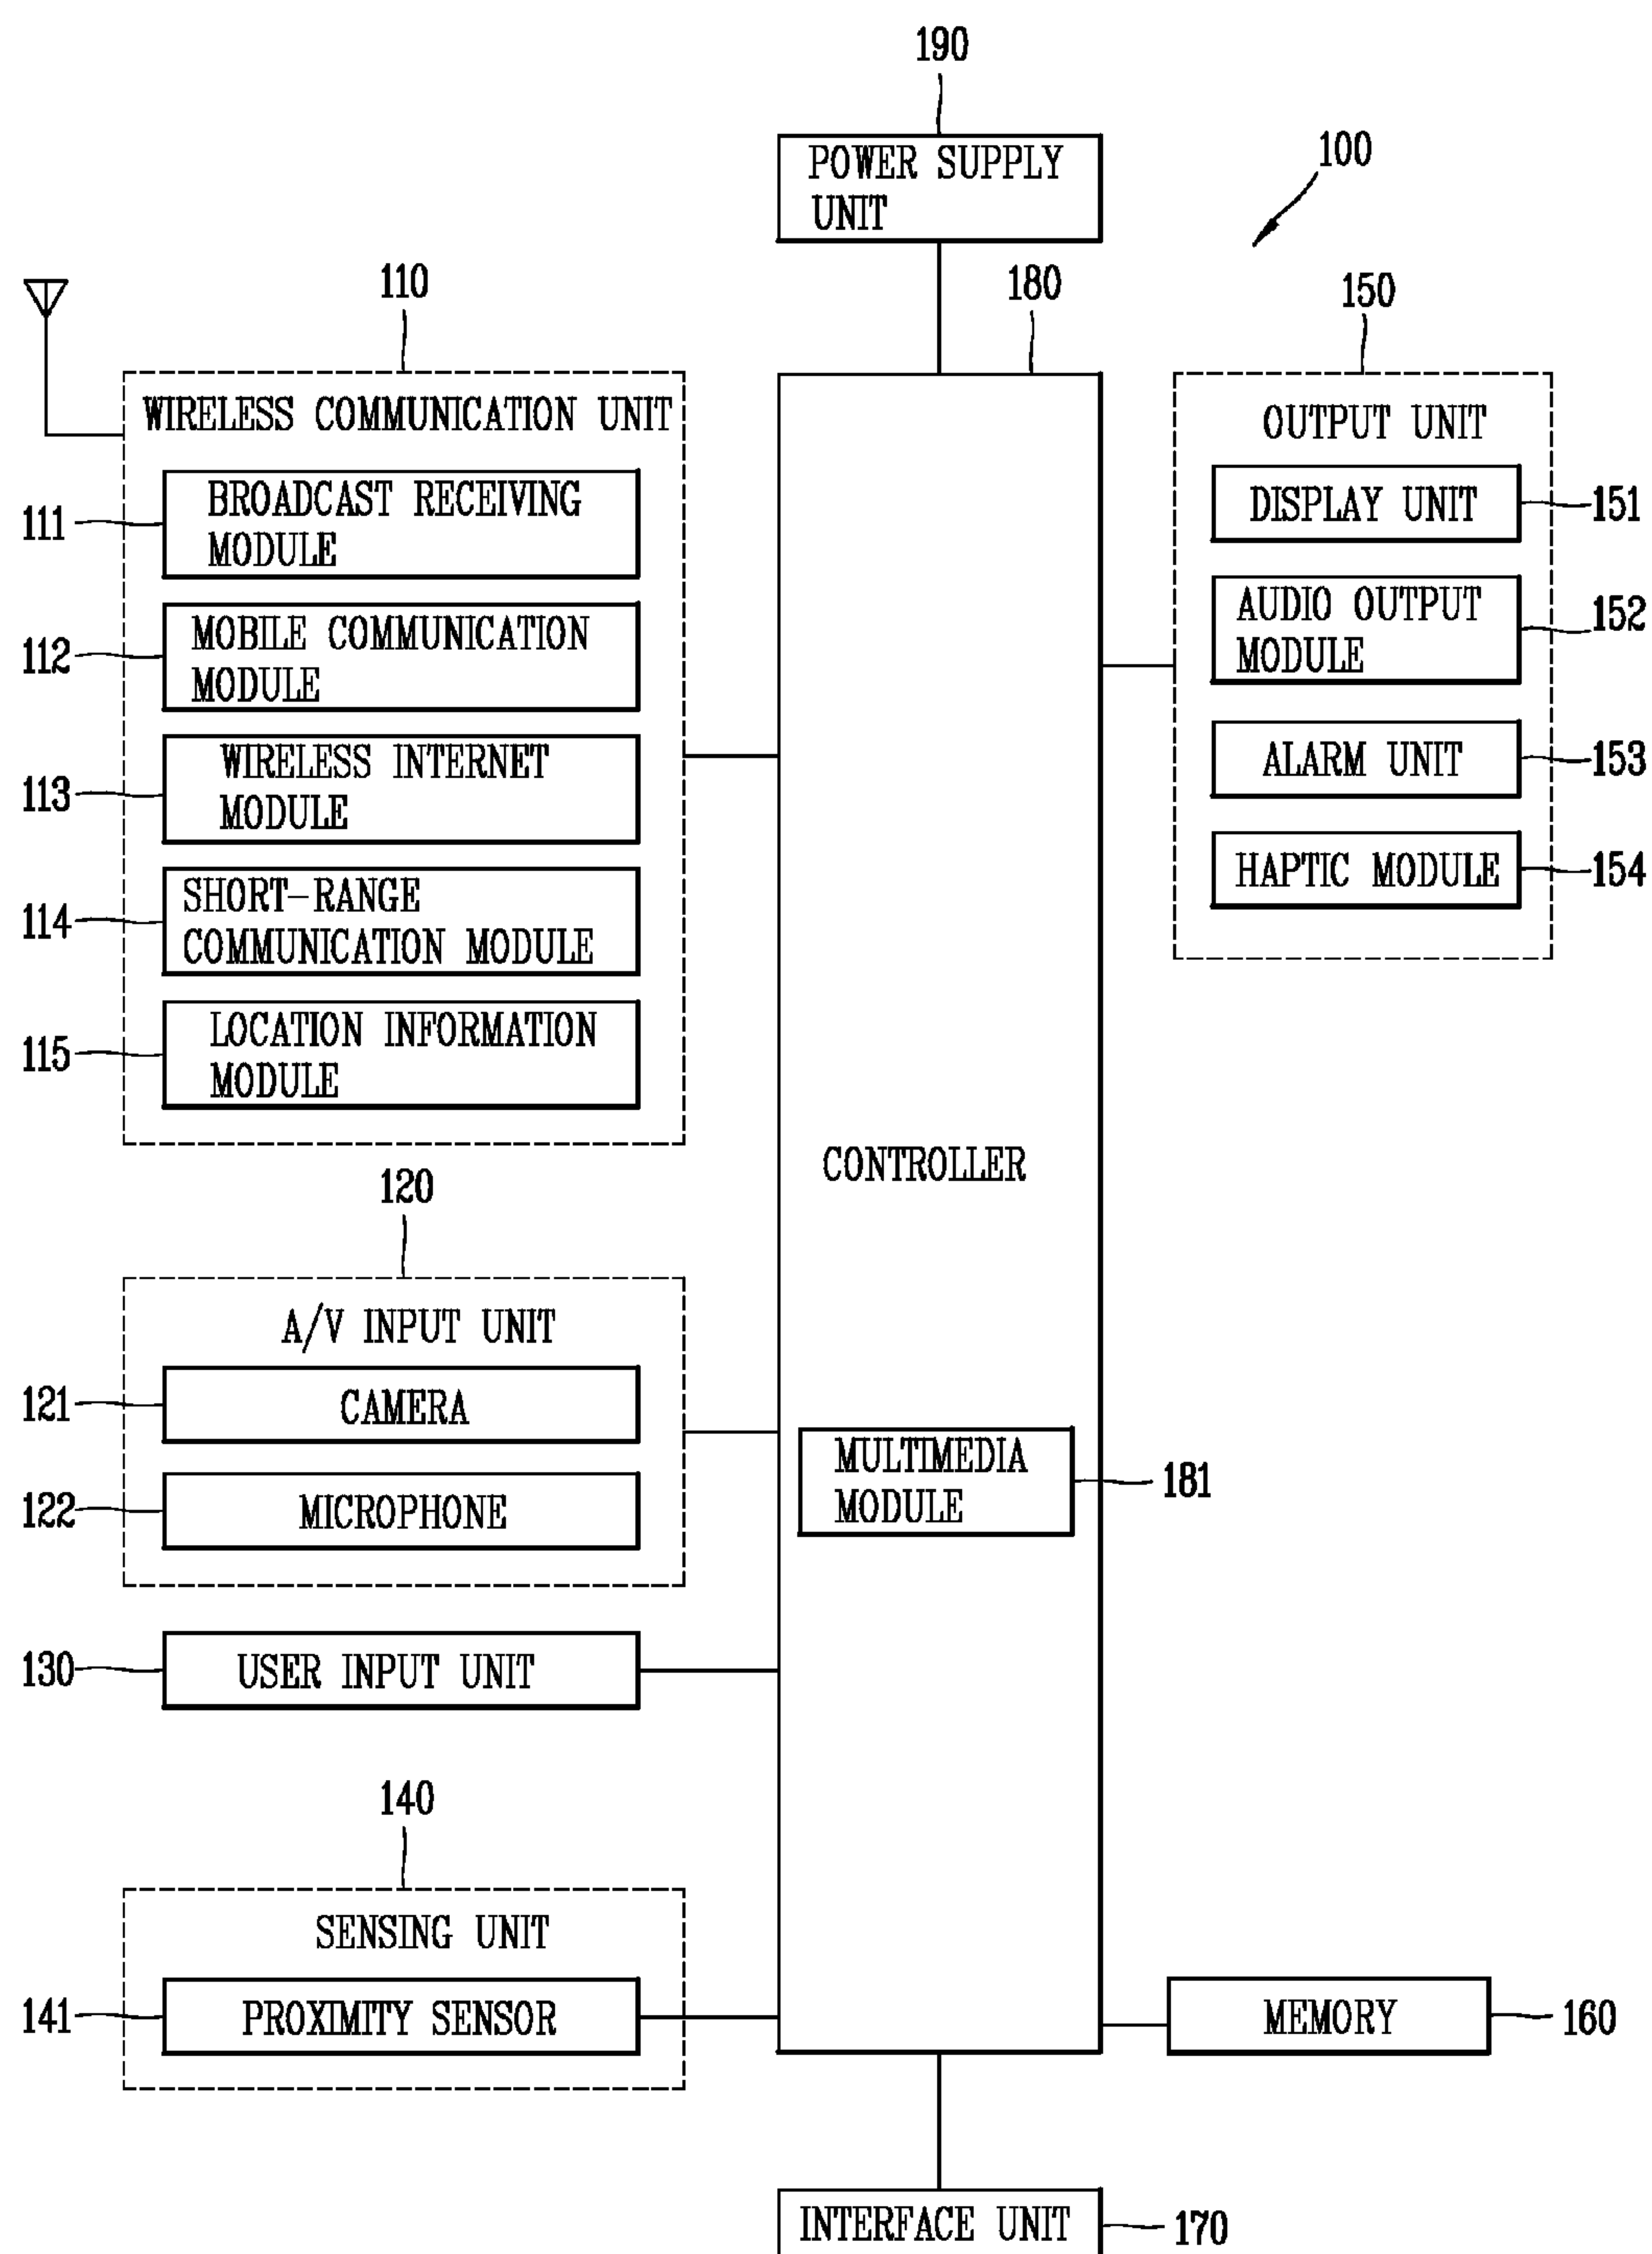 190
POWER SUPPLY
UNIT
100
110
180
150
WIRELESS COMMUNICATION UNIT
111
BROADCAST RECEIVING
MODULE
112
MOBILE COMMUNICATION
MODULE
113
WIRELESS INTERNET
MODULE
114
SHORT-RANGE
COMMUNICATION MODULE
115
LOCATION INFORMATION
MODULE
OUTPUT UNIT
DISPLAY UNIT
151
AUDIO OUTPUT
MODULE
152
ALARM UNIT
153
HAPTIC MODULE
154
CONTROLLER
120
A/V INPUT UNIT
121
CAMERA
122
MICROPHONE
MULTIMEDIA
MODULE
181
130
USER INPUT UNIT
140
SENSING UNIT
141
PROXIMITY SENSOR
MEMORY
160
INTERFACE UNIT
170